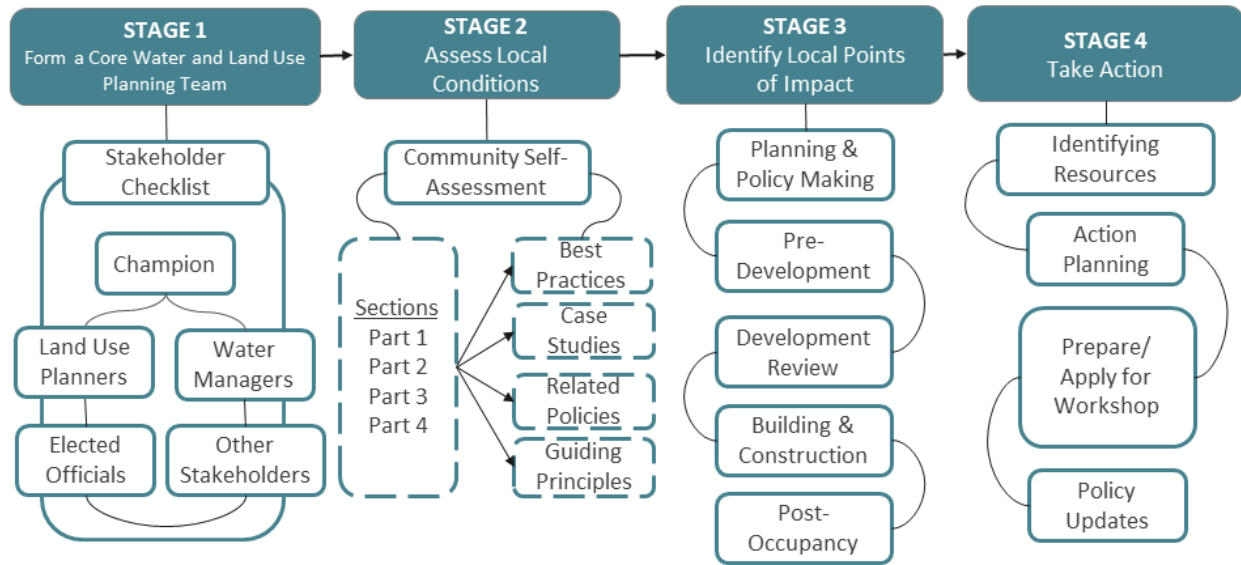 STAGE 1
Form a Core Water and Land Use
Planning Team
STAGE 2
Assess Local
Conditions
STAGE 3
Identify Local Points
of Impact
STAGE 4
Take Action
Stakeholder
Checklist
Champion
Land Use
Planners
Water
Managers
Elected
Officials
Other
Stakeholders
Community Self-
Assessment
Sections
Part 1
Part 2
Part 3
Part 4
Best
Practices
Case
Studies
Related
Policies
Guiding
Principles
Planning &
Policy Making
Pre-
Development
Development
Review
Building &
Construction
Post-
Occupancy
Identifying
Resources
Action
Planning
Prepare/
Apply for
Workshop
Policy
Updates